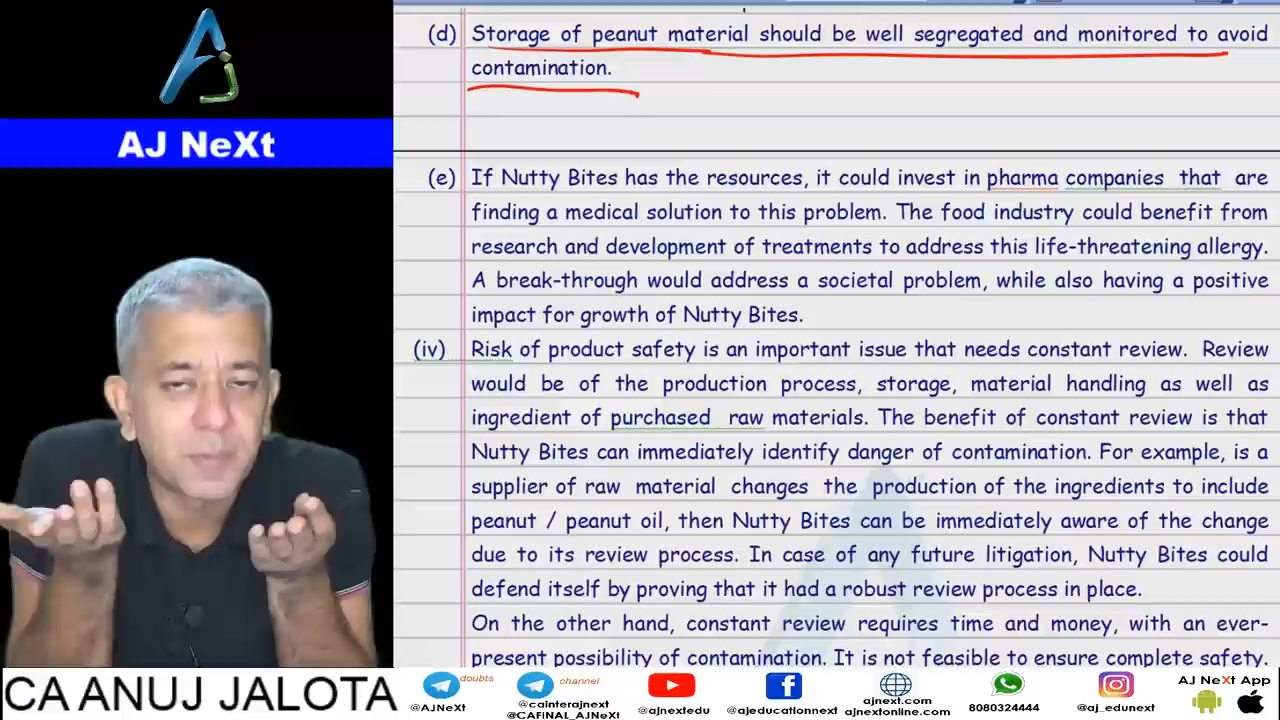 (d) Storage of peanut material should be well segregated and monitored to avoid
contamination.
(e) If Nutty Bites has the resources, it could invest in pharma companies that are
finding a medical solution to this problem. The food industry could benefit from
research and development of treatments to address this life-threatening allergy.
A break-through would address a societal problem, while also having a positive
impact for growth of Nutty Bites.
(iv) Risk of product safety is an important issue that needs constant review. Review
would be of the production process, storage, material handling as well as
ingredient of purchased raw materials. The benefit of constant review is that
Nutty Bites can immediately identify danger of contamination. For example, is a
supplier of raw material changes the production of the ingredients to include
peanut / peanut oil, then Nutty Bites can be immediately aware of the change
due to its review process. In case of any future litigation, Nutty Bites could
defend itself by proving that it had a robust review process in place.
On the other hand, constant review requires time and money, with an ever-
present possibility of contamination. It is not feasible to ensure complete safety.
AJ
AJ NeXt
CA ANUJ JALOTA
doubts
@AJNeXt
channel
@cainterajnext
@CAFINAL_AJNeXt
@ajnextedu
@ajeducationnext
ajnext.com
ajnextonline.com
8080324444
@aj_edunext
AJ NeXt App